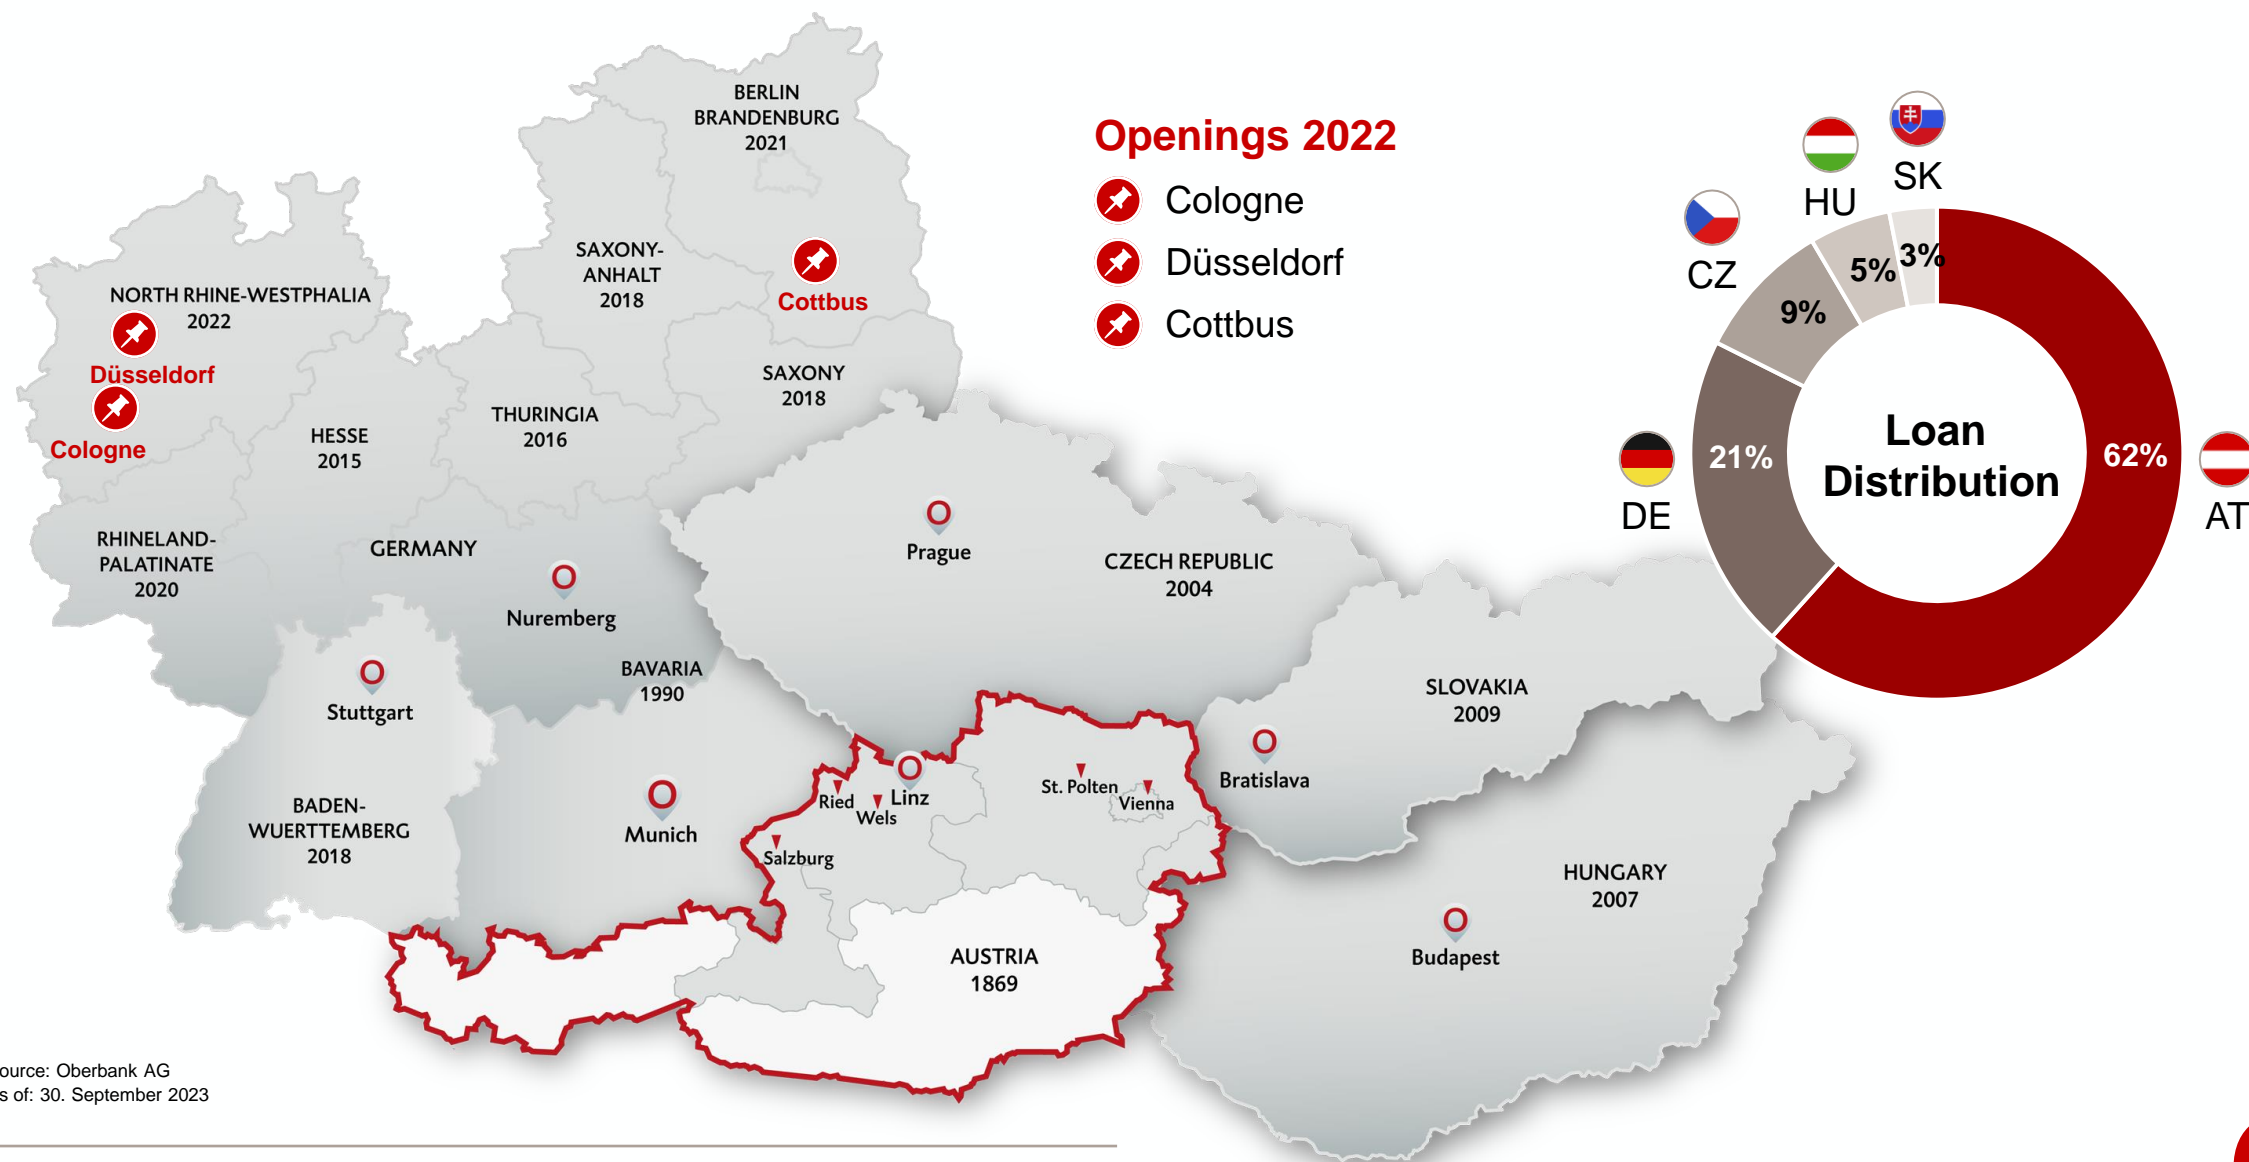 BERLIN
BRANDENBURG
2021
Openings 2022
Cologne
Düsseldorf
Cottbus
SAXONY-
ANHALT
2018
Cottbus
NORTH RHINE-WESTPHALIA
2022
Düsseldorf
Cologne
SAXONY
2018
THURINGIA
2016
HESSE
2015
RHINELAND-
PALATINATE
2020
GERMANY
Nuremberg
Prague
CZECH REPUBLIC
2004
BAVARIA
1990
Stuttgart
SLOVAKIA
2009
Bratislava
BADEN-
WUERTTEMBERG
2018
Munich
Ried
Wels
Linz
St. Polten
Vienna
Salzburg
HUNGARY
2007
Budapest
AUSTRIA
1869
SK
HU
CZ
DE
AT
3%
5%
9%
21%
62%
Loan
Distribution
ource: Oberbank AG
s of: 30. September 2023